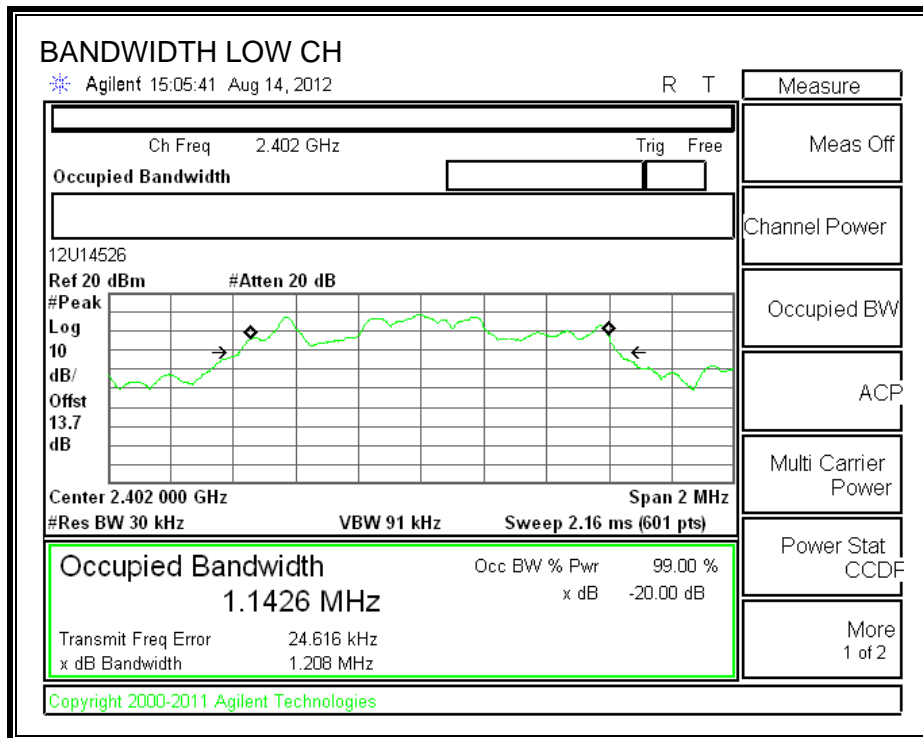 BANDWIDTH LOW CH
Agilent 15:05:41 Aug 14, 2012 R T
Ch Freq 2.402 GHz Trig Free
Occupied Bandwidth
12U14526
Ref 20 dBm #Atten 20 dB
#Peak
Log
10
dB/
Offst
13.7
dB
Center 2.402 000 GHz Span 2 MHz
#Res BW 30 kHz VBW 91 kHz Sweep 2.16 ms (601 pts)
Occupied Bandwidth Occ BW % Pwr 99.00 %
1.1426 MHz x dB -20.00 dB
Transmit Freq Error 24.616 kHz
x dB Bandwidth 1.208 MHz
Copyright 2000-2011 Agilent Technologies
Measure
Meas Off
Channel Power
Occupied BW
ACP
Multi Carrier
Power
Power Stat
CCDF
More
1 of 2